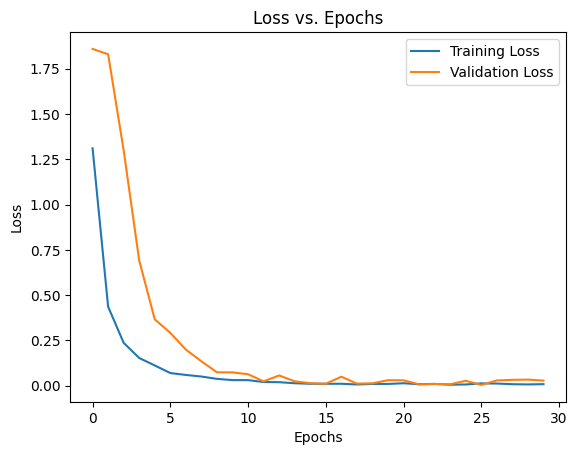 Loss vs. Epochs
Training Loss
Validation Loss
1.75
1.50
1.25
1.00
0.75
0.50
0.25
0.00
Loss
0 5 10 15 20 25 30
Epochs